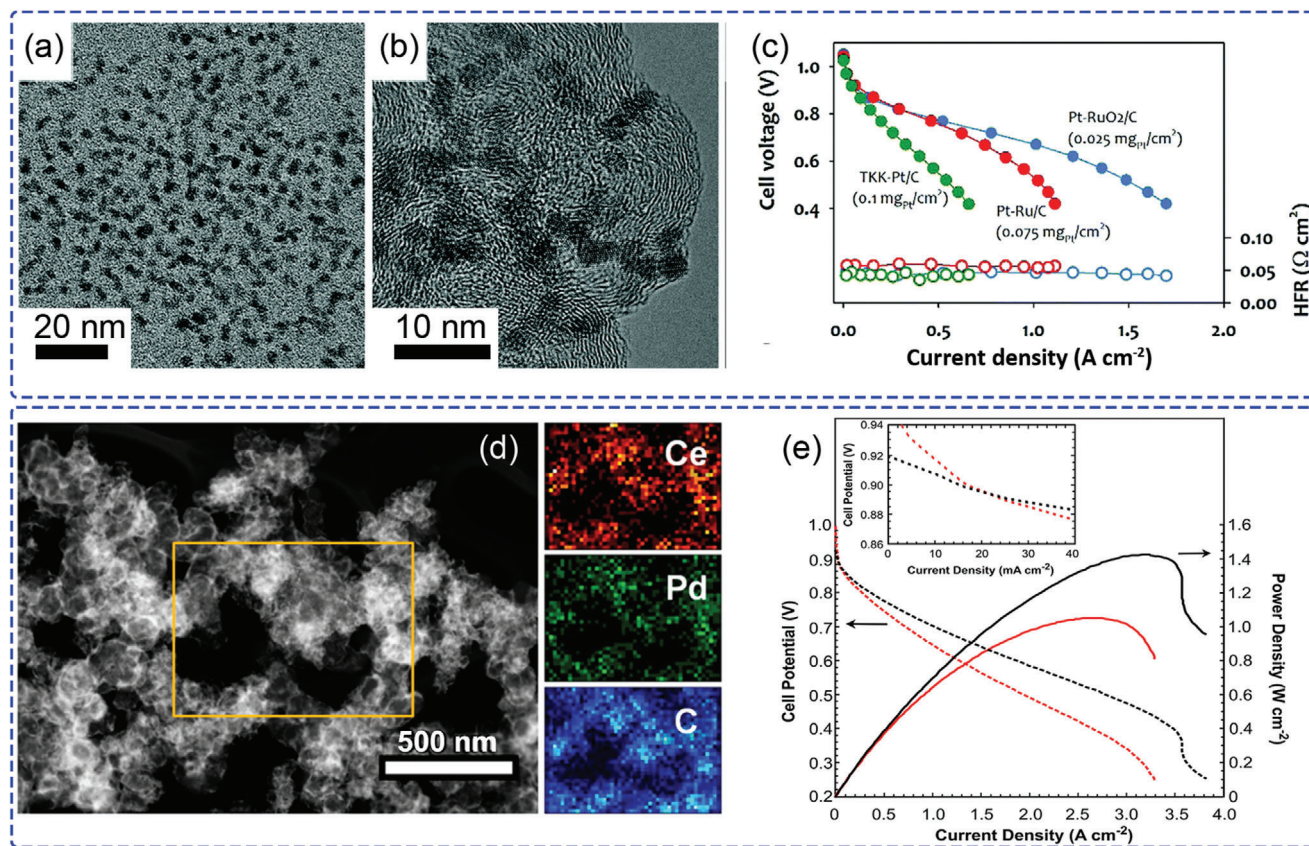 (a)
20 nm
(b)
10 nm
(c)
Cell voltage (V)
1.0
0.8
0.6
0.4
Pt-RuO2/C
(0.025 mgPt/cm²)
TKK-Pt/C
(0.1 mgPt/cm²)
Pt-Ru/C
(0.075 mgPt/cm²)
0.10
0.05
0.00
HFR (Ω cm²)
0.0 0.5 1.0 1.5 2.0
Current density (A cm⁻²)
(d)
500 nm
Ce
Pd
C
(e)
Cell Potential (V)
0.94
0.92
0.90
0.88
0.86
0 10 20 30 40
Current Density (mA cm⁻²)
Cell Potential (V)
1.0
0.9
0.8
0.7
0.6
0.5
0.4
0.3
0.2
1.6
1.4
1.2
1.0
0.8
0.6
0.4
0.2
0
Power Density (W cm⁻²)
0 0.5 1.0 1.5 2.0 2.5 3.0 3.5 4.0
Current Density (A cm⁻²)